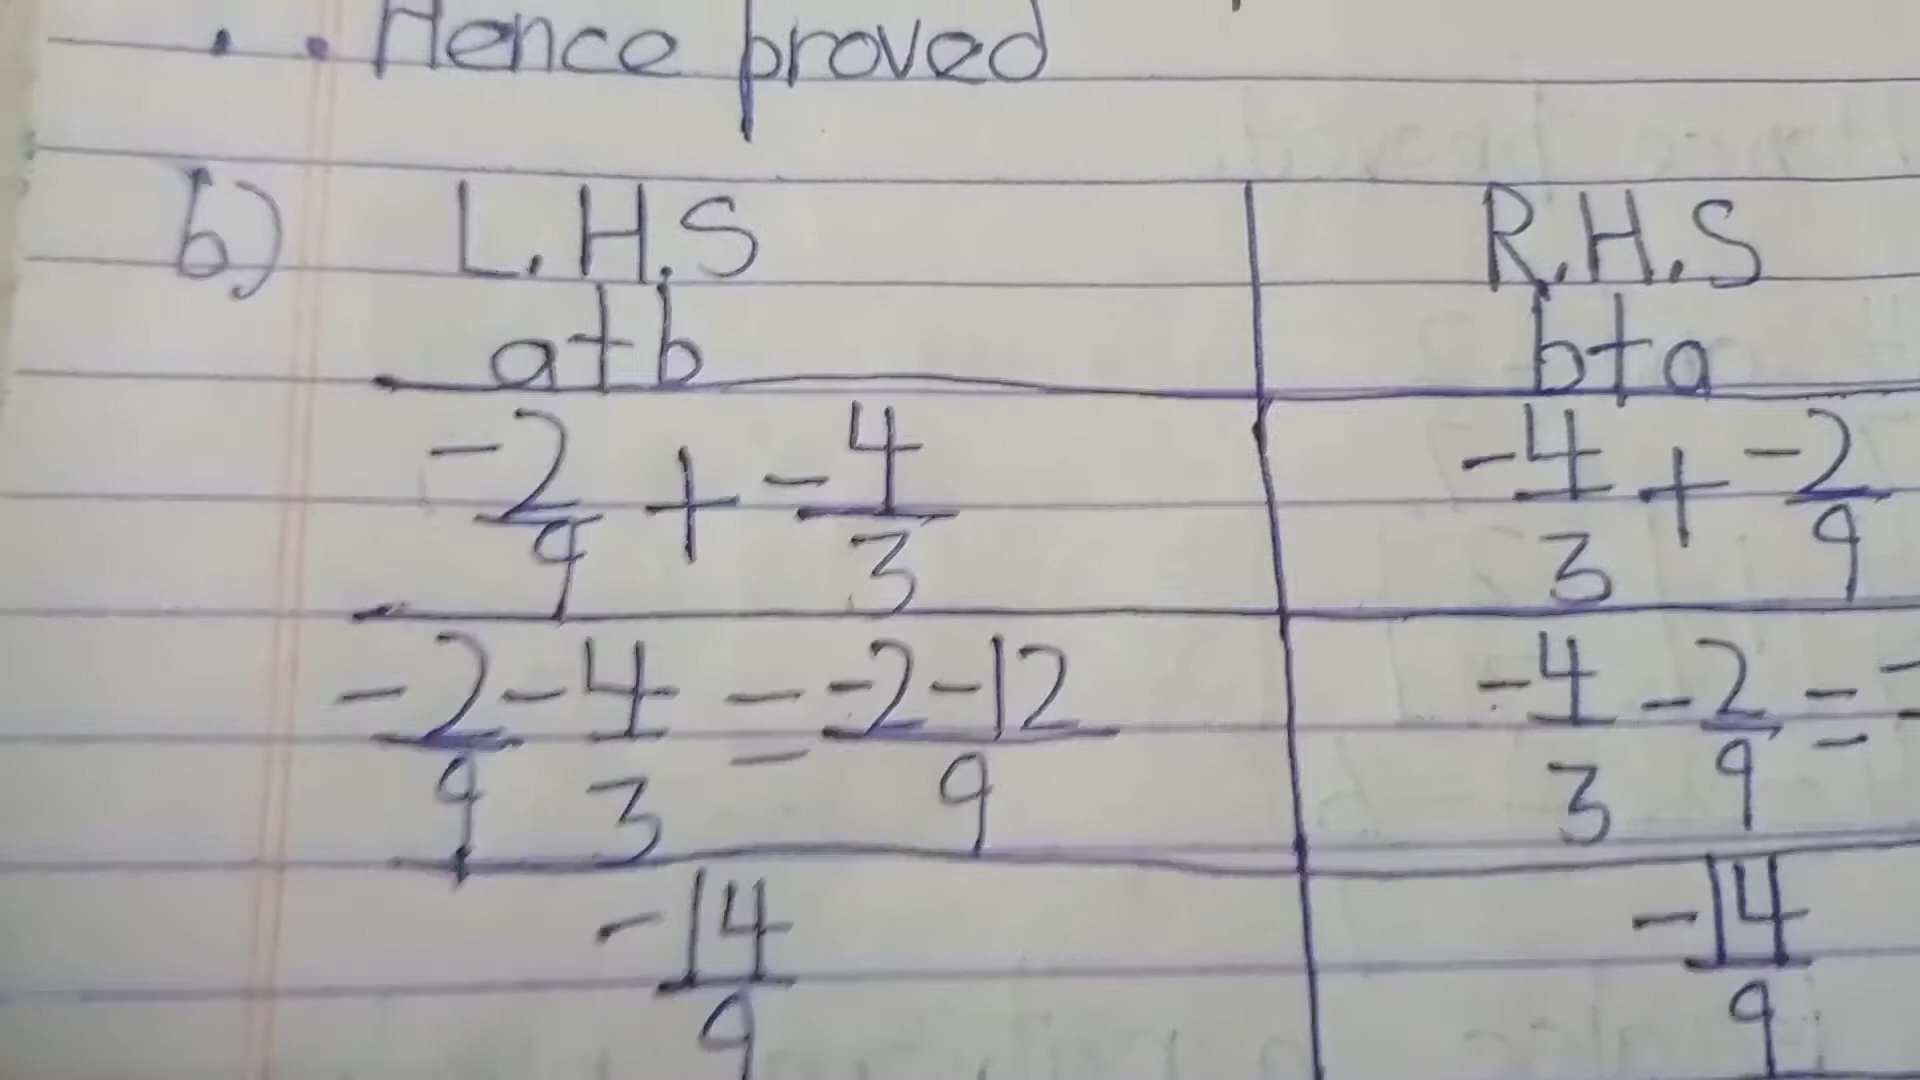 . . Hence proved
b) L.H.S R.H.S
a+b b+a
-2/9 + -4/3 -4/3 + -2/9
-2/9 - 4/3 = -2-12/9 -4/3 - 2/9 = -
-14/9 -14/9